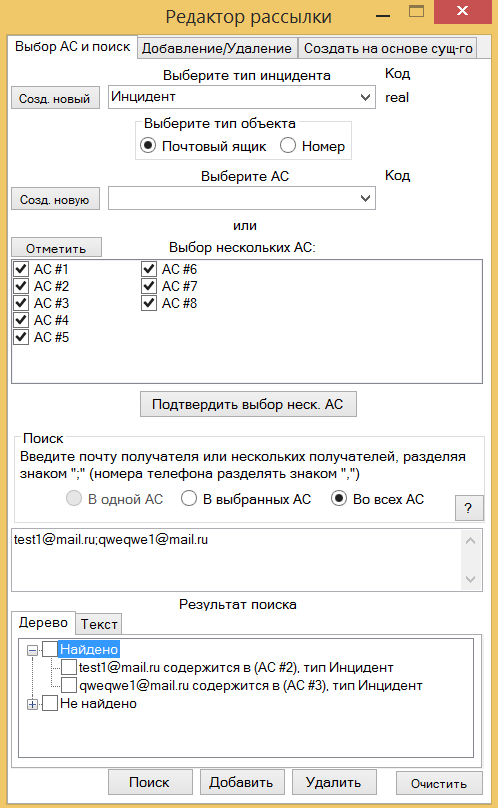 Редактор рассылки
Выбор АС и поиск
Добавление/Удаление
Создать на основе сущ-го
Выберите тип инцидента
Код
Созд. новый
Инцидент
real
Выберите тип объекта
Почтовый ящик
Номер
Выберите АС
Код
Созд. новую
или
Отметить
Выбор нескольких АС:
АС #1
АС #2
АС #3
АС #4
АС #5
АС #6
АС #7
АС #8
Подтвердить выбор неск. АС
Поиск
Введите почту получателя или нескольких получателей, разделяя
знаком ";" (номера телефона разделять знаком ",")
В одной АС
В выбранных АС
Во всех АС
?
test1@mail.ru;qweqwe1@mail.ru
Результат поиска
Дерево
Текст
Найдено
test1@mail.ru содержится в (АС #2), тип Инцидент
qweqwe1@mail.ru содержится в (АС #3), тип Инцидент
Не найдено
Поиск
Добавить
Удалить
Очистить